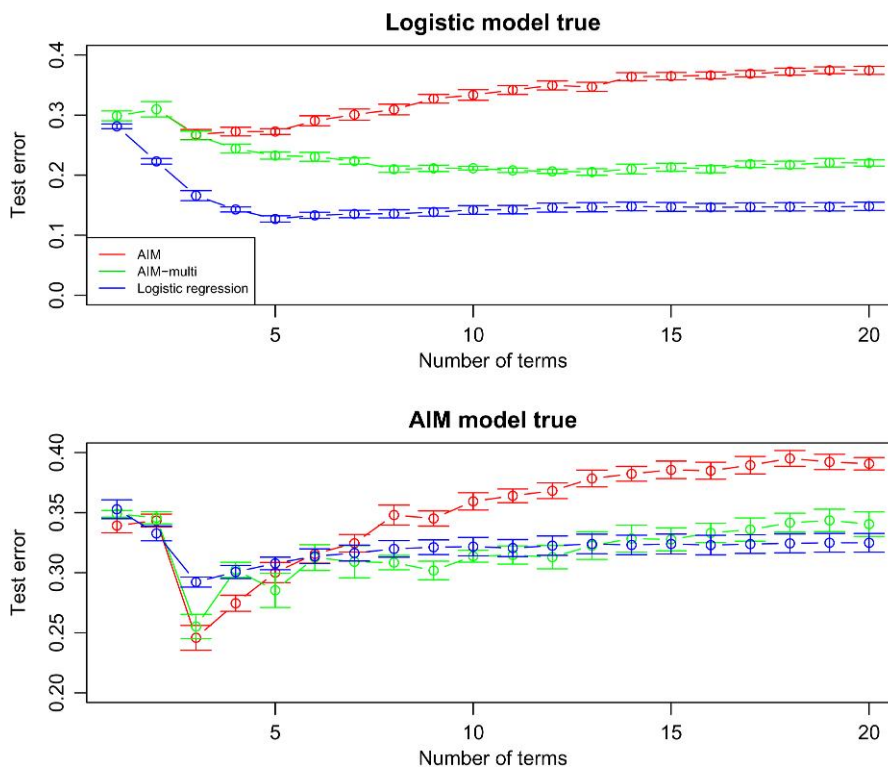 Logistic model true
Test error
0.4
0.3
0.2
0.1
0.0
AIM
AIM−multi
Logistic regression
5
10
15
20
Number of terms
AIM model true
Test error
0.40
0.35
0.30
0.25
0.20
5
10
15
20
Number of terms